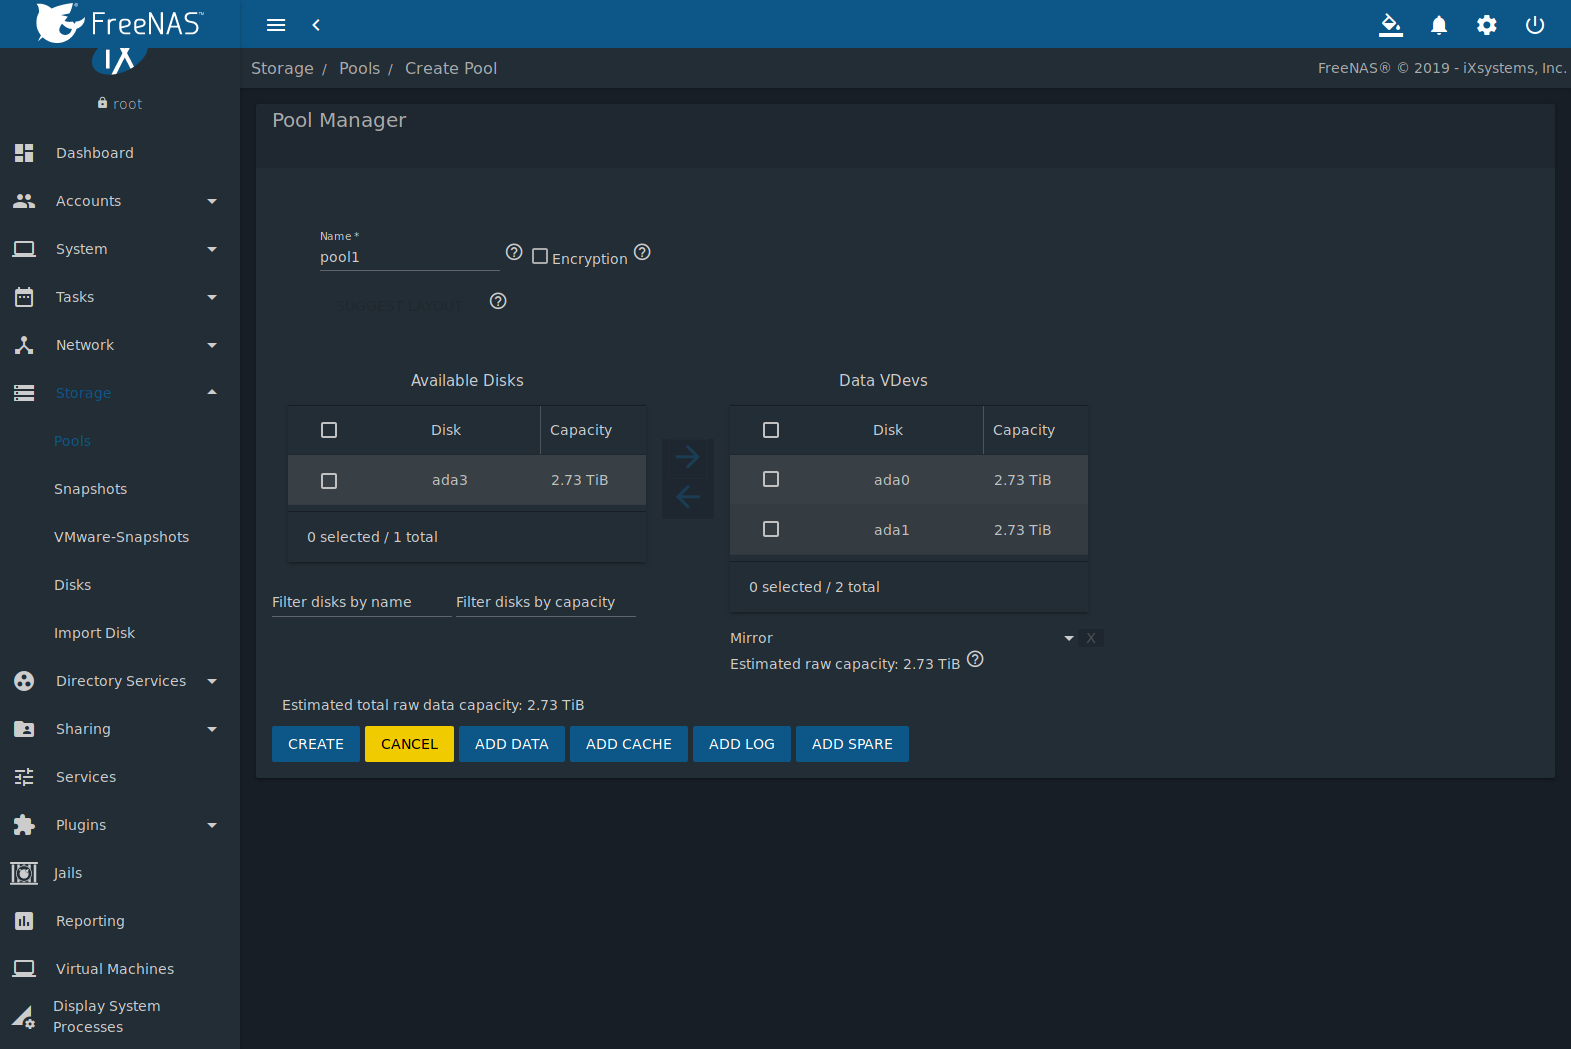 FreeNAS™
iX
root
Storage / Pools / Create Pool
FreeNAS® © 2019 - iXsystems, Inc.
Dashboard
Accounts
System
Tasks
Network
Storage
Pools
Snapshots
VMware-Snapshots
Disks
Import Disk
Directory Services
Sharing
Services
Plugins
Jails
Reporting
Virtual Machines
Display System
Processes
Pool Manager
Name *
pool1
Encryption
SUGGEST LAYOUT
Available Disks
Disk Capacity
ada3 2.73 TiB
0 selected / 1 total
Filter disks by name Filter disks by capacity
Data VDevs
Disk Capacity
ada0 2.73 TiB
ada1 2.73 TiB
0 selected / 2 total
Mirror X
Estimated raw capacity: 2.73 TiB
Estimated total raw data capacity: 2.73 TiB
CREATE CANCEL ADD DATA ADD CACHE ADD LOG ADD SPARE